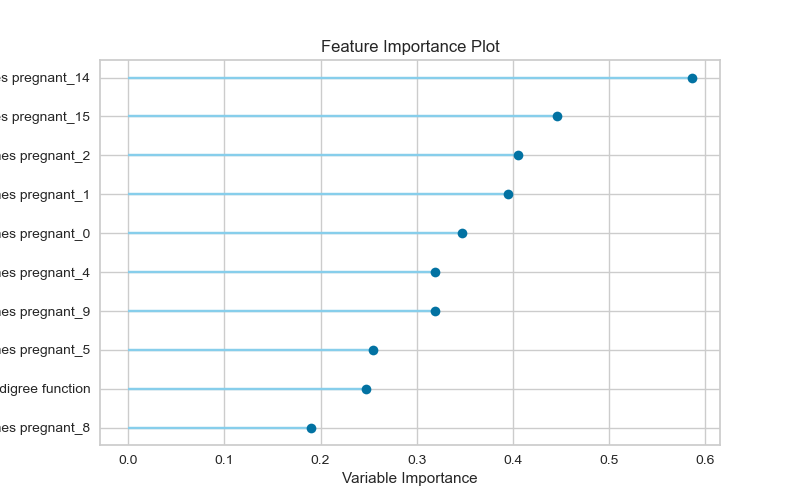 Feature Importance Plot
es pregnant_14
es pregnant_15
nes pregnant_2
nes pregnant_1
nes pregnant_0
nes pregnant_4
nes pregnant_9
nes pregnant_5
digree function
nes pregnant_8
0.0 0.1 0.2 0.3 0.4 0.5 0.6
Variable Importance